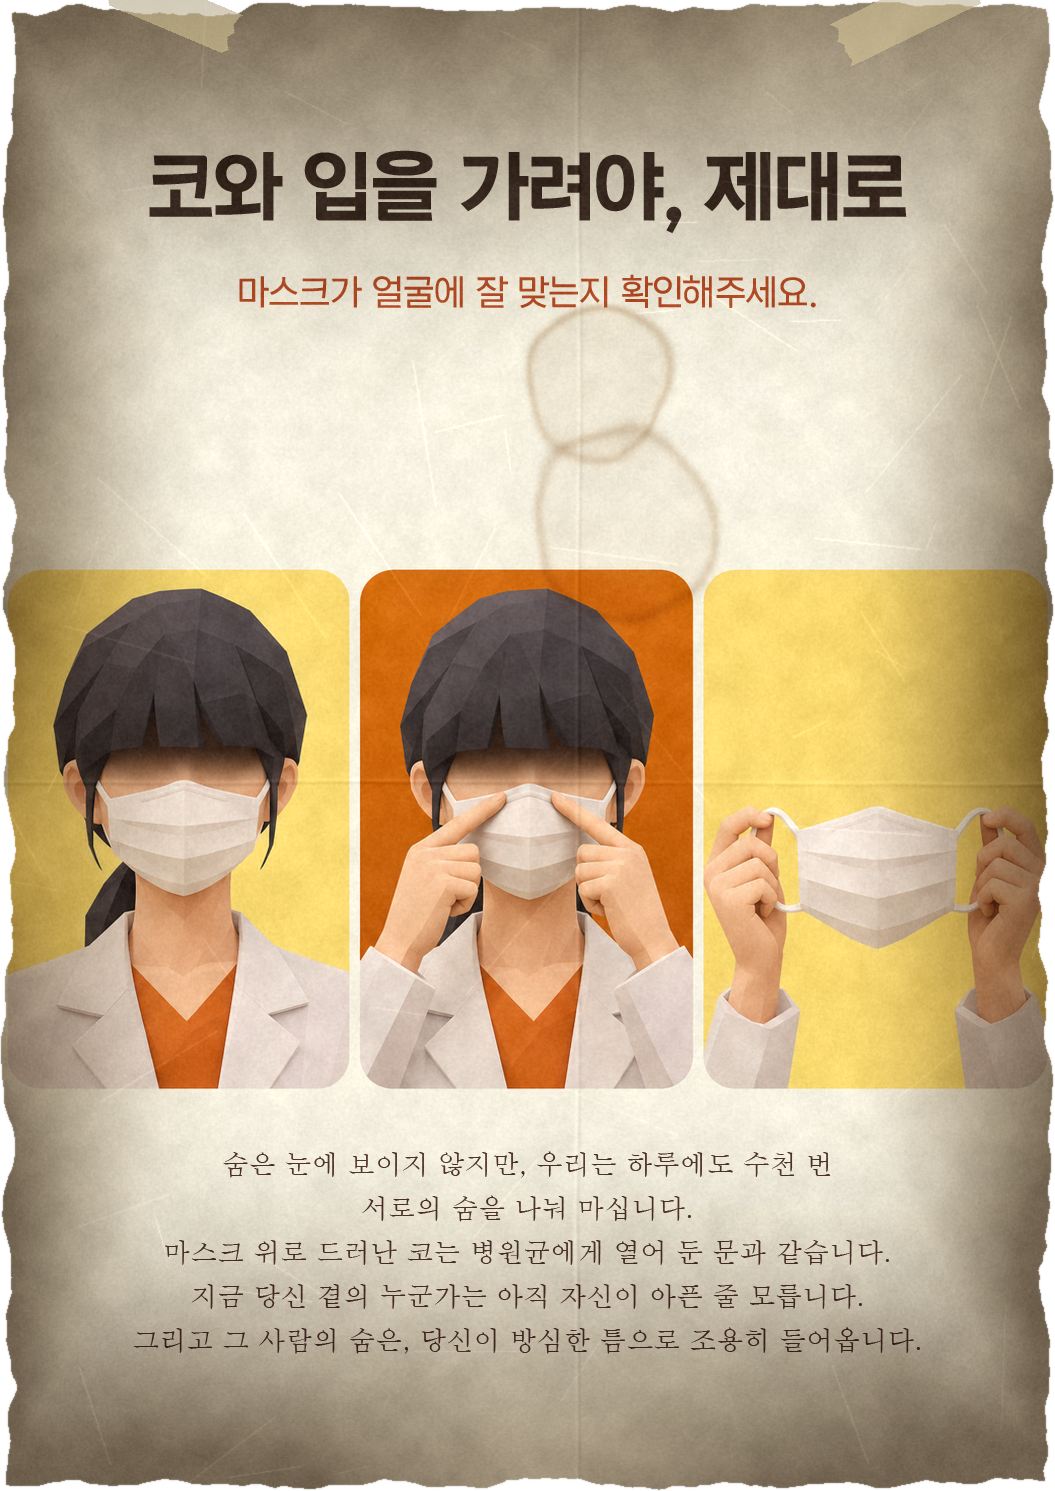 코와 입을 가려야, 제대로
마스크가 얼굴에 잘 맞는지 확인해주세요.
숨은 눈에 보이지 않지만, 우리는 하루에도 수천 번
서로의 숨을 나눠 마십니다.
마스크 위로 드러난 코는 병원균에게 열어 둔 문과 같습니다.
지금 당신 곁의 누군가는 아직 자신이 아픈 줄 모릅니다.
그리고 그 사람의 숨은, 당신이 방심한 틈으로 조용히 들어옵니다.